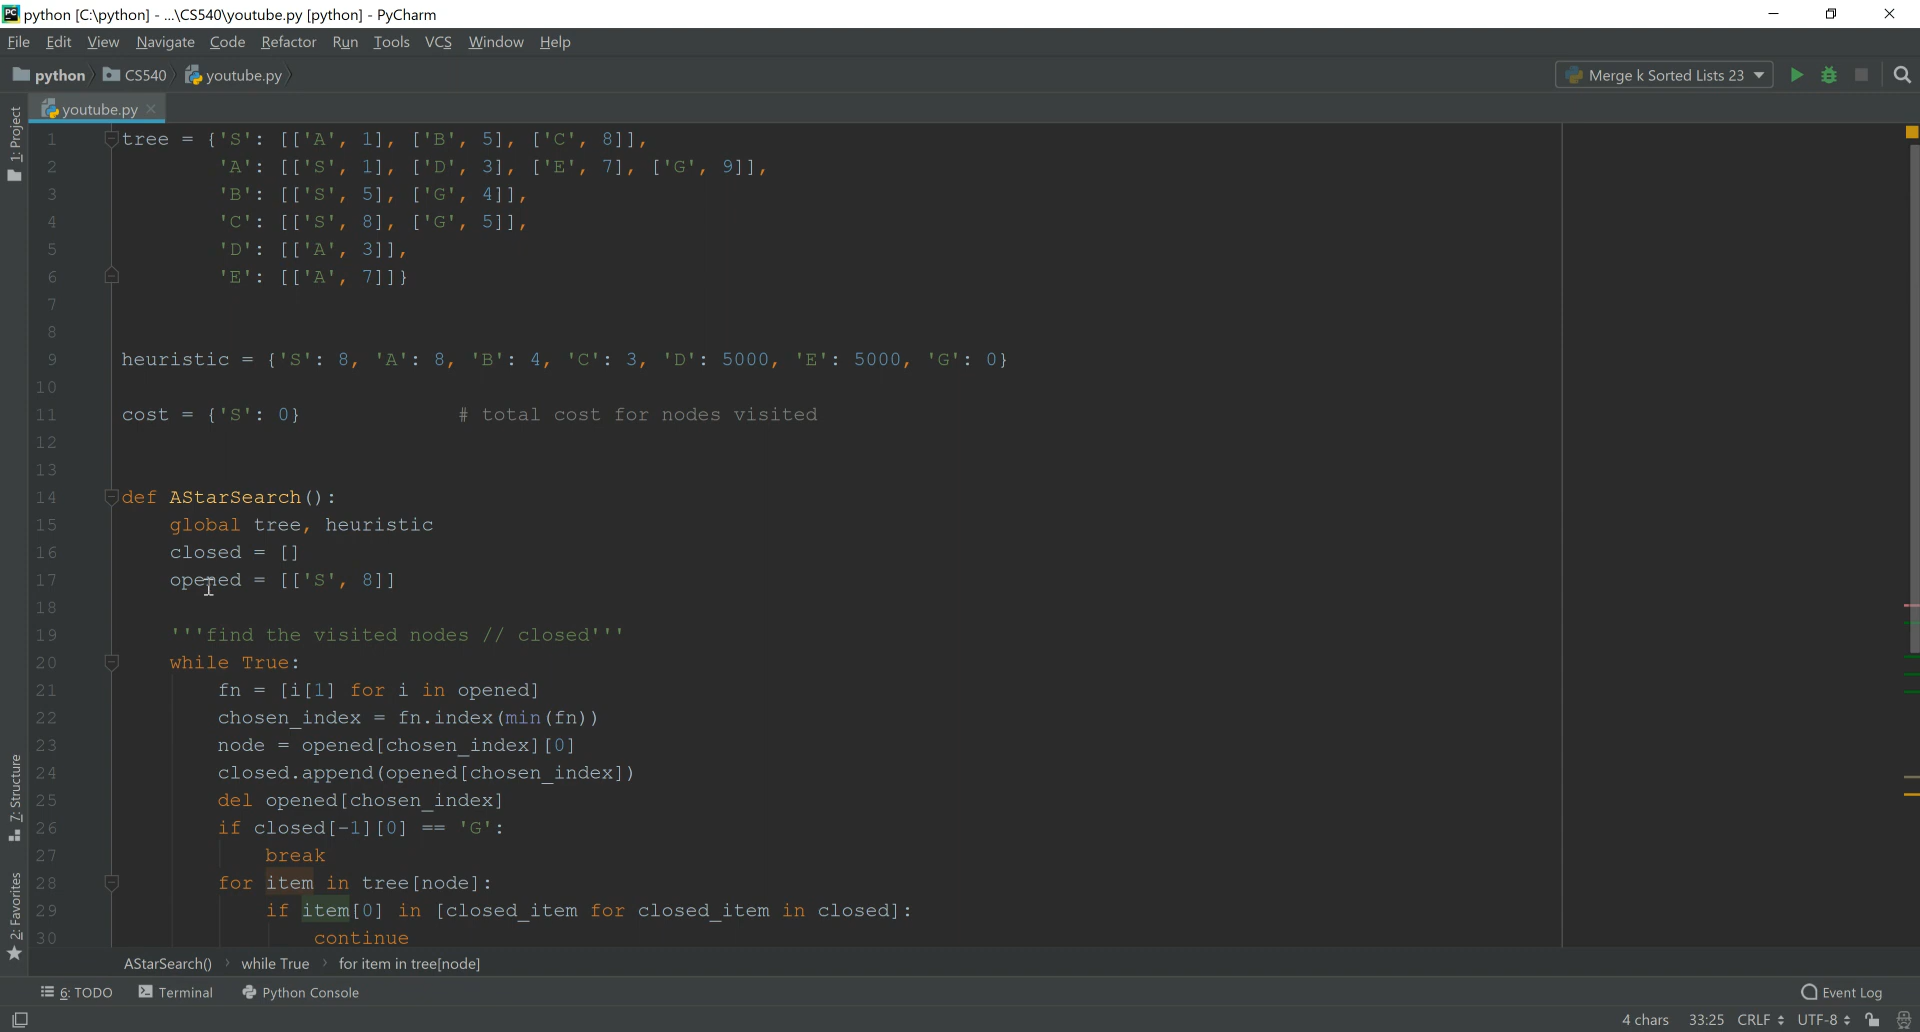 python [C:\python] - ...\CS540\youtube.py [python] - PyCharm
File Edit View Navigate Code Refactor Run Tools VCS Window Help
python CS540 youtube.py Merge k Sorted Lists 23
youtube.py
1: Project
7: Structure
2: Favorites
1 tree = {'S': [['A', 1], ['B', 5], ['C', 8]],
2 'A': [['S', 1], ['D', 3], ['E', 7], ['G', 9]],
3 'B': [['S', 5], ['G', 4]],
4 'C': [['S', 8], ['G', 5]],
5 'D': [['A', 3]],
6 'E': [['A', 7]]}
7
8
9 heuristic = {'S': 8, 'A': 8, 'B': 4, 'C': 3, 'D': 5000, 'E': 5000, 'G': 0}
10
11 cost = {'S': 0} # total cost for nodes visited
12
13
14 def AStarSearch():
15 global tree, heuristic
16 closed = []
17 opened = [['S', 8]]
18
19 '''find the visited nodes // closed'''
20 while True:
21 fn = [i[1] for i in opened]
22 chosen_index = fn.index(min(fn))
23 node = opened[chosen_index][0]
24 closed.append(opened[chosen_index])
25 del opened[chosen_index]
26 if closed[-1][0] == 'G':
27 break
28 for item in tree[node]:
29 if item[0] in [closed_item for closed_item in closed]:
30 continue
AStarSearch() while True for item in tree[node]
6: TODO Terminal Python Console Event Log
4 chars 33:25 CRLF UTF-8